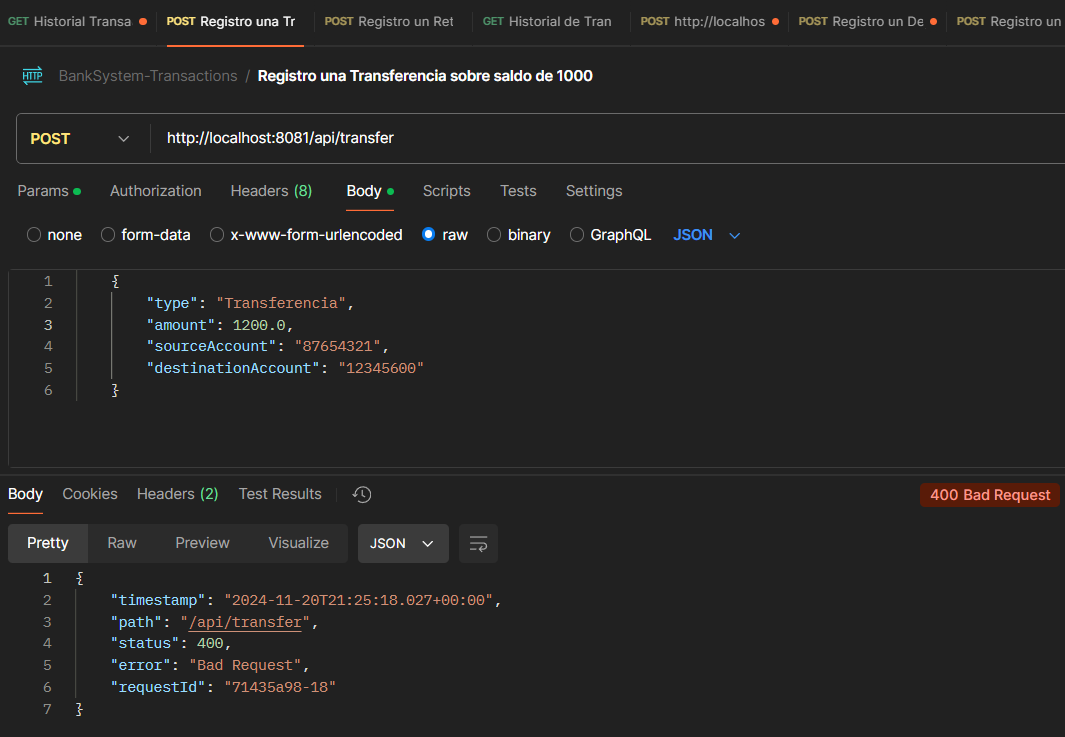 GET Historial Transa POST Registro una Tr POST Registro un Ret GET Historial de Tran POST http://localhos POST Registro un De POST Registro un
HTTP BankSystem-Transactions / Registro una Transferencia sobre saldo de 1000
POST http://localhost:8081/api/transfer
Params Authorization Headers (8) Body Scripts Tests Settings
none form-data x-www-form-urlencoded raw binary GraphQL JSON
1 {
2 "type": "Transferencia",
3 "amount": 1200.0,
4 "sourceAccount": "87654321",
5 "destinationAccount": "12345600"
6 }
Body Cookies Headers (2) Test Results 400 Bad Request
Pretty Raw Preview Visualize JSON
1 {
2 "timestamp": "2024-11-20T21:25:18.027+00:00",
3 "path": "/api/transfer",
4 "status": 400,
5 "error": "Bad Request",
6 "requestId": "71435a98-18"
7 }